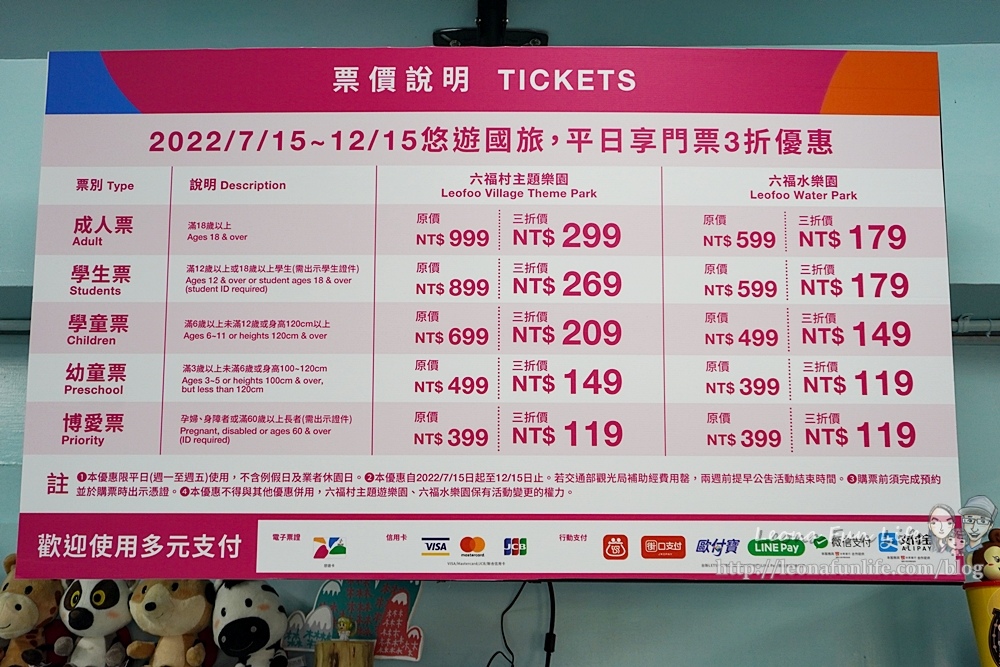 票價說明 TICKETS
2022/7/15~12/15悠遊國旅，平日享門票3折優惠
票別 Type
說明 Description
六福村主題樂園
Leofoo Village Theme Park
六福水樂園
Leofoo Water Park
成人票
Adult
滿18歲以上
Ages 18 & over
原價
NT$ 999
三折價
NT$ 299
原價
NT$ 599
三折價
NT$ 179
學生票
Students
滿12歲以上或18歲以上學生(需出示學生證件)
Ages 12 & over or student ages 18 & over
(student ID required)
原價
NT$ 899
三折價
NT$ 269
原價
NT$ 599
三折價
NT$ 179
學童票
Children
滿6歲以上未滿12歲或身高120cm以上
Ages 6~11 or heights 120cm & over
原價
NT$ 699
三折價
NT$ 209
原價
NT$ 499
三折價
NT$ 149
幼童票
Preschool
滿3歲以上未滿6歲或身高100~120cm
Ages 3~5 or heights 100cm & over,
but less than 120cm
原價
NT$ 499
三折價
NT$ 149
原價
NT$ 399
三折價
NT$ 119
博愛票
Priority
孕婦、身障者或滿60歲以上長者(需出示證件)
Pregnant, disabled or ages 60 & over
(ID required)
原價
NT$ 399
三折價
NT$ 119
原價
NT$ 399
三折價
NT$ 119
註 ❶本優惠限平日(週一至週五)使用，不含例假日及業者休園日。❷本優惠自2022/7/15日起至12/15日止。若交通部觀光局補助經費用罄，兩週前提早公告活動結束時間。❸購票前須完成預約
並於購票時出示憑證。❹本優惠不得與其他優惠併用，六福村主題遊樂園、六福水樂園保有活動變更的權力。
歡迎使用多元支付
電子票證
悠遊卡
信用卡
VISA
mastercard
JCB
VISA/Mastercard/JCB/聯合信用卡
行動支付
街口支付
歐付寶
LINE Pay
微信支付
支付宝
ALIPAY
Leona Fun Life
http://leonafunlife.com/blog